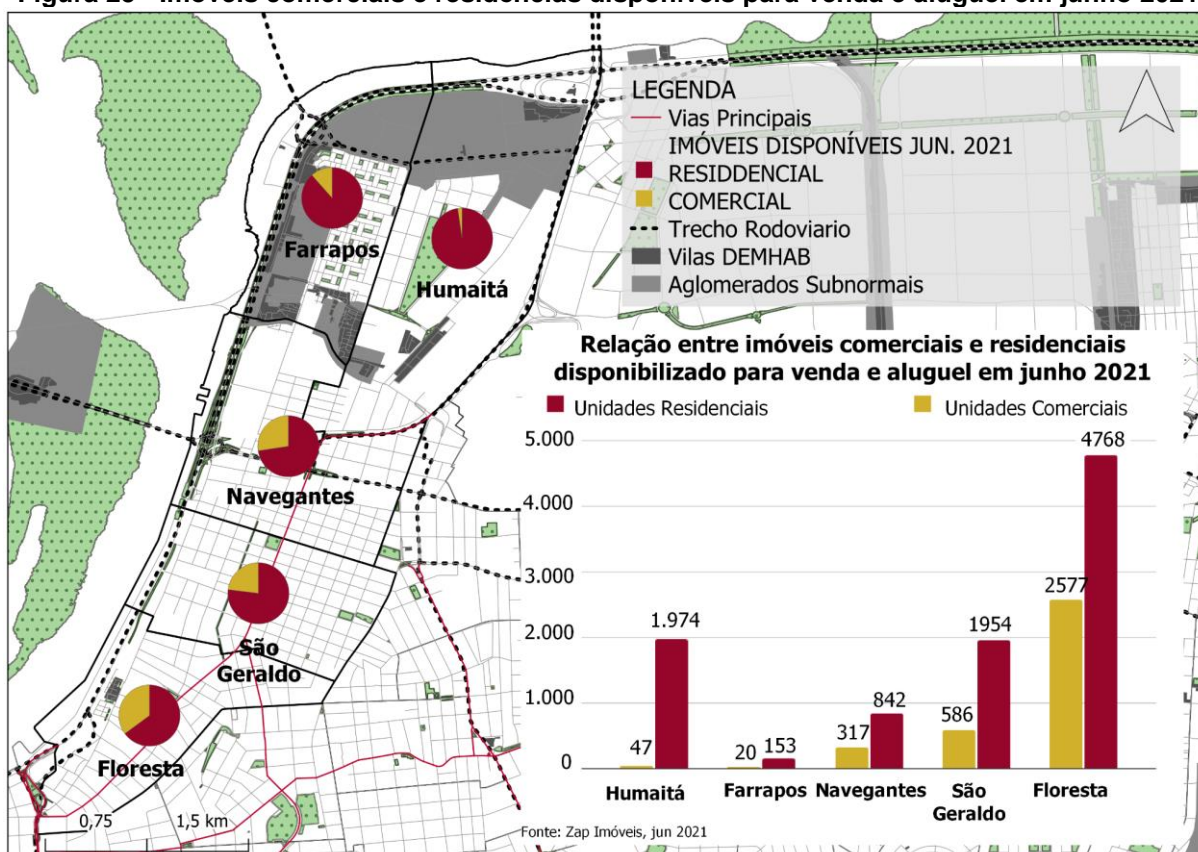 Figura 23 - Imóveis comerciais e residências disponíveis para venda e aluguel em junho 2021
LEGENDA
Vias Principais
IMÓVEIS DISPONÍVEIS JUN. 2021
RESIDDENCIAL
COMERCIAL
Trecho Rodoviario
Vilas DEMHAB
Aglomerados Subnormais
Farrapos
Humaitá
Navegantes
São
Geraldo
Floresta
0,75 1,5 km
Relação entre imóveis comerciais e residenciais
disponibilizado para venda e aluguel em junho 2021
Unidades Residenciais Unidades Comerciais
5.000
4.000
3.000
2.000
1.000
0
47 1.974
20 153
317 842
586 1954
2577 4768
Humaitá Farrapos Navegantes São Geraldo Floresta
Fonte: Zap Imóveis, jun 2021